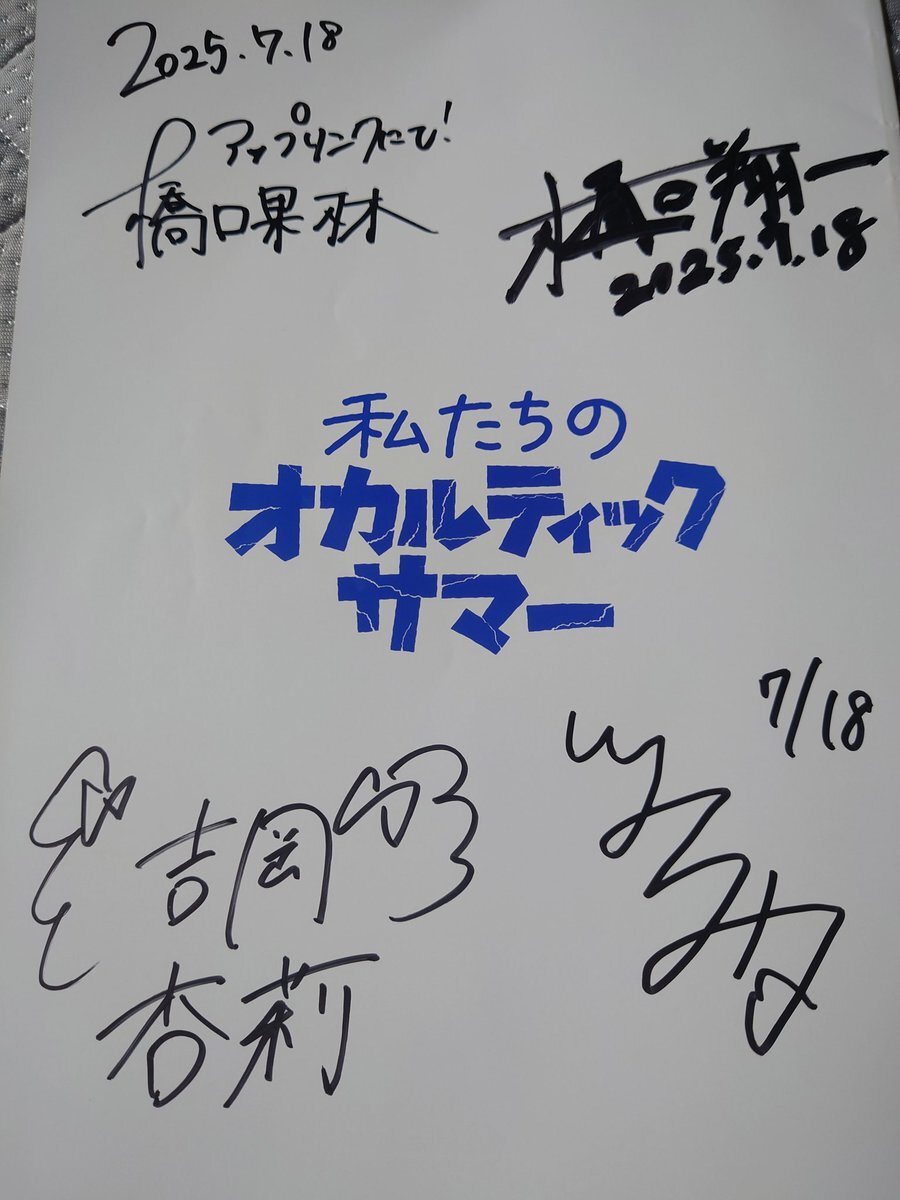 2025.7.18
アップリンクにて!
橋口果林
樋口翔一
2025.7.18
私たちの
オカルティック
サマー
7/18
吉岡
杏莉